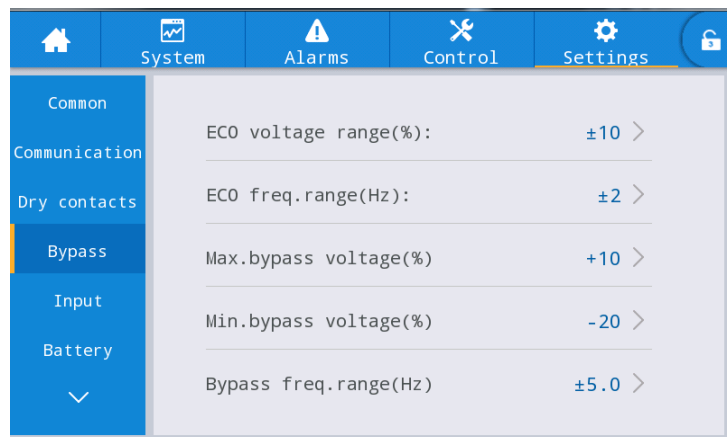 System
Alarms
Control
Settings
3
Common
Communication
Dry contacts
Bypass
Input
Battery
ECO voltage range(%): ±10
ECO freq.range(Hz): ±2
Max.bypass voltage(%) +10
Min.bypass voltage(%) -20
Bypass freq.range(Hz) ±5.0